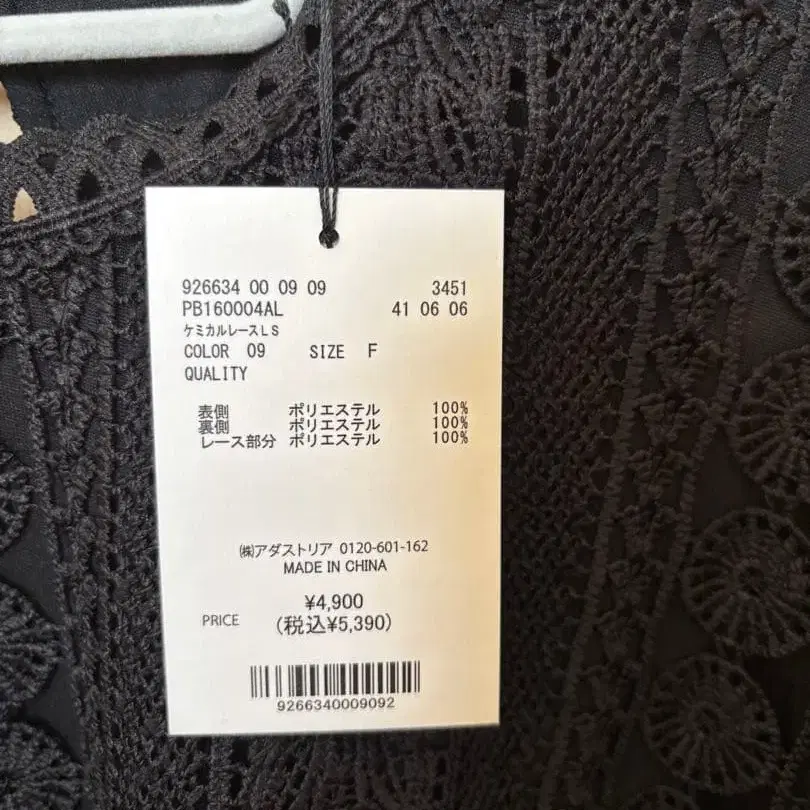 926634 00 09 09 3451
PB160004AL 41 06 06
ケミカルレースLS
COLOR 09 SIZE F
QUALITY
表側 ポリエステル 100%
裏側 ポリエステル 100%
レース部分 ポリエステル 100%
㈱アダストリア 0120-601-162
MADE IN CHINA
¥4,900
PRICE (税込¥5,390)
9266340009092